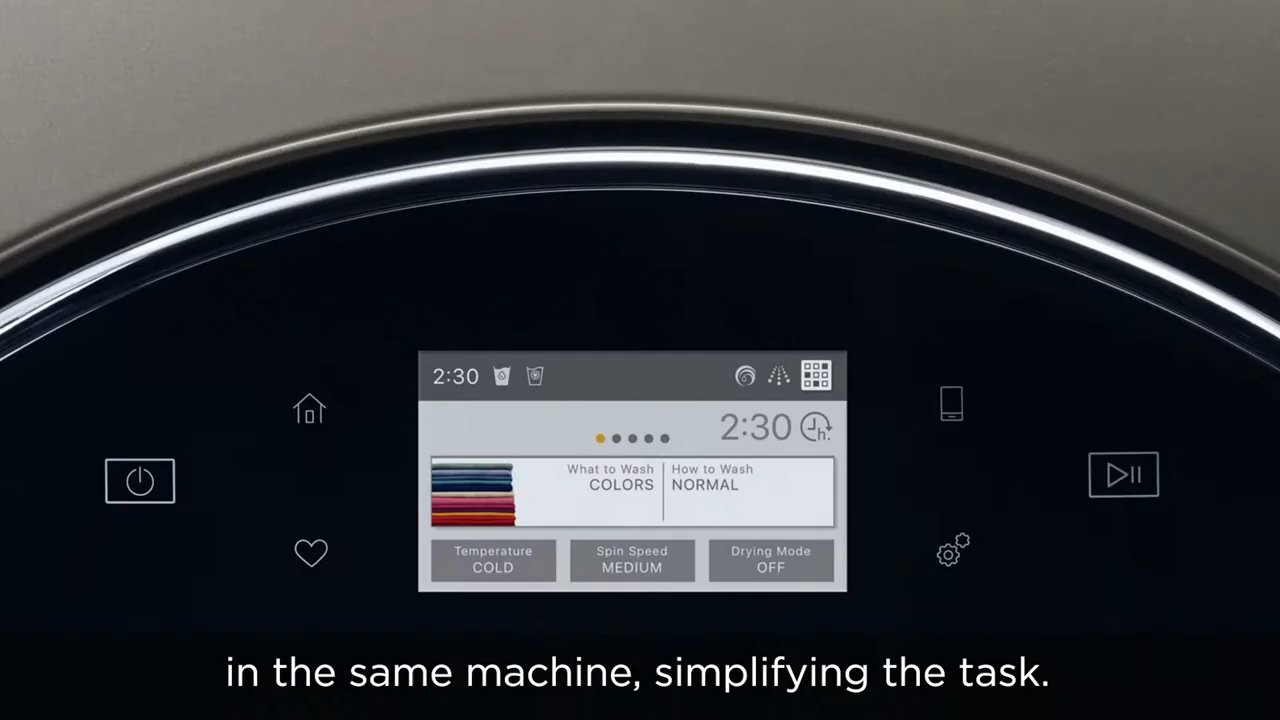 2:30
2:30 h.
What to Wash
COLORS
How to Wash
NORMAL
Temperature
COLD
Spin Speed
MEDIUM
Drying Mode
OFF
in the same machine, simplifying the task.